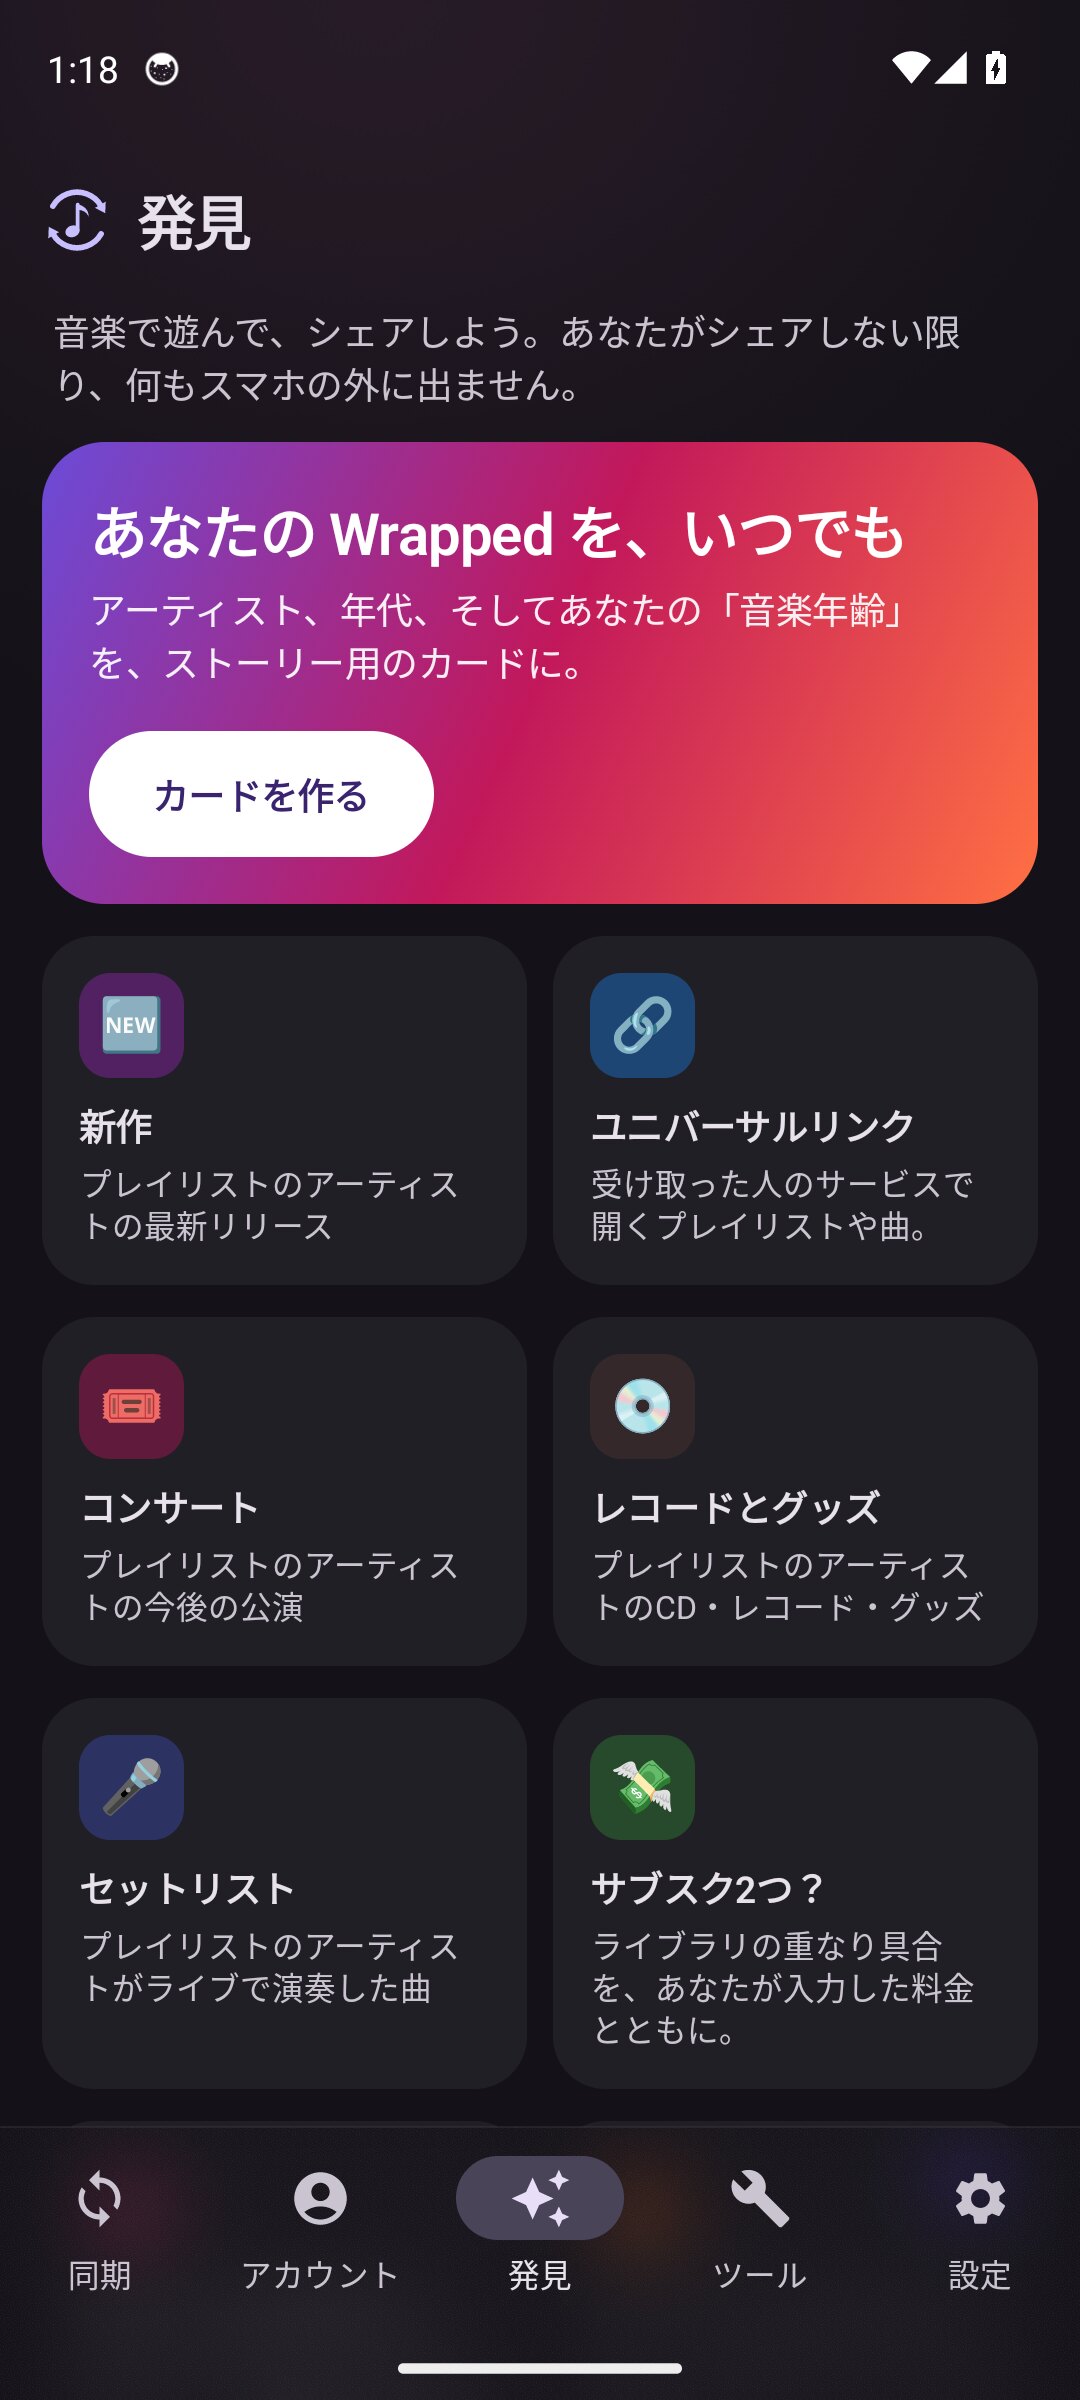 1:18
発見
音楽で遊んで、シェアしよう。あなたがシェアしない限
り、何もスマホの外に出ません。
あなたの Wrapped を、いつでも
アーティスト、年代、そしてあなたの「音楽年齢」
を、ストーリー用のカードに。
カードを作る
NEW
新作
プレイリストのアーティス
トの最新リリース
ユニバーサルリンク
受け取った人のサービスで
開くプレイリストや曲。
コンサート
プレイリストのアーティス
トの今後の公演
レコードとグッズ
プレイリストのアーティス
トのCD・レコード・グッズ
セットリスト
プレイリストのアーティス
トがライブで演奏した曲
サブスク2つ？
ライブラリの重なり具合
を、あなたが入力した料金
とともに。
同期
アカウント
発見
ツール
設定